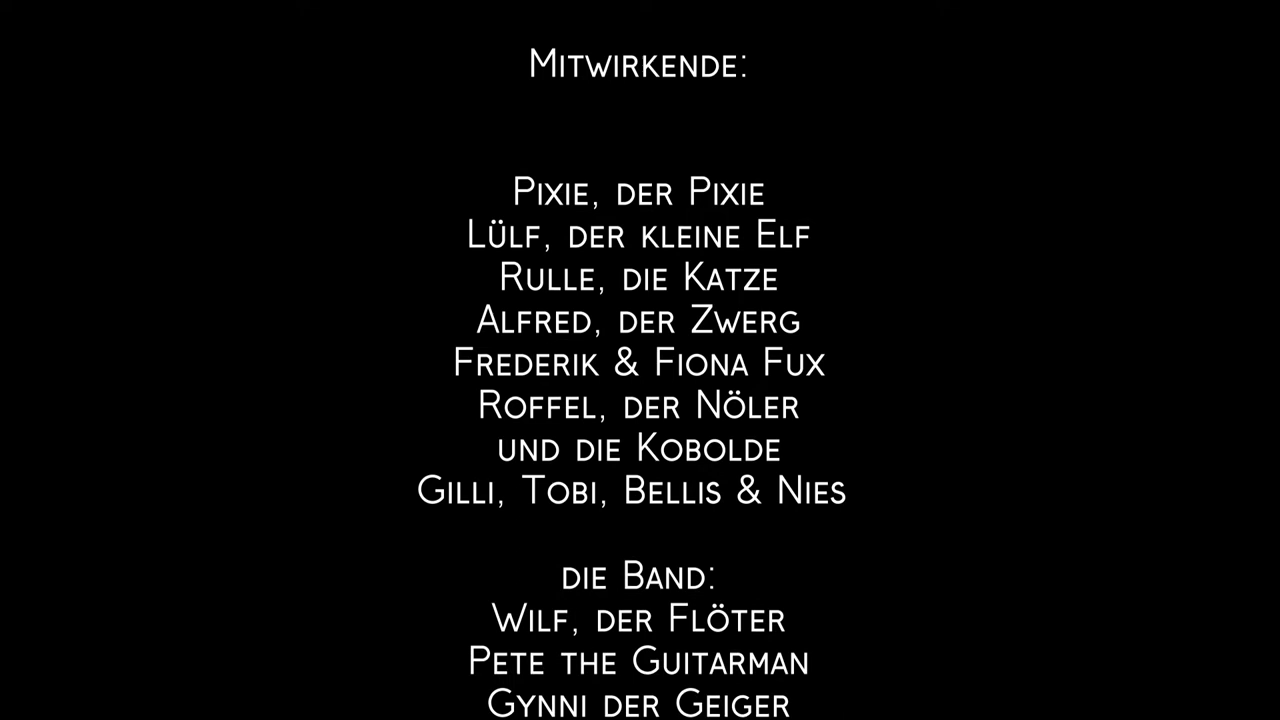 Mitwirkende:
Pixie, der Pixie
Lülf, der kleine Elf
Rulle, die Katze
Alfred, der Zwerg
Frederik & Fiona Fux
Roffel, der Nöler
und die Kobolde
Gilli, Tobi, Bellis & Nies
die Band:
Wilf, der Flöter
Pete the Guitarman
Gynni der Geiger